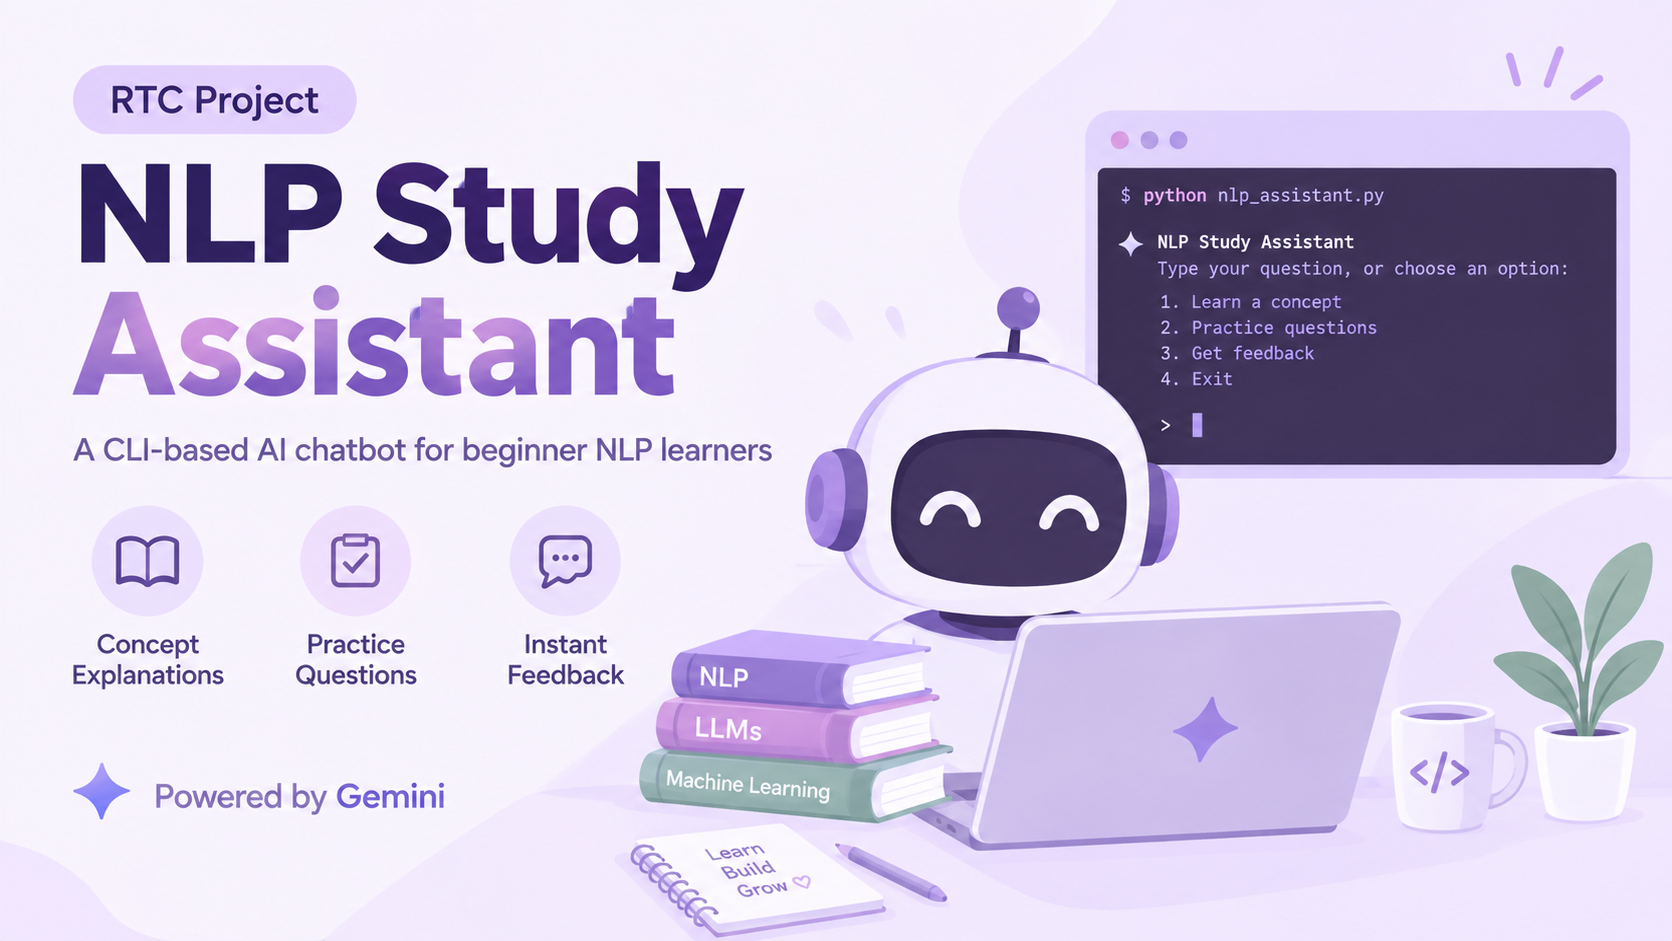 RTC Project
NLP Study
Assistant
A CLI-based AI chatbot for beginner NLP learners
Concept
Explanations
Practice
Questions
Instant
Feedback
Powered by Gemini
$ python nlp_assistant.py
NLP Study Assistant
Type your question, or choose an option:
1. Learn a concept
2. Practice questions
3. Get feedback
4. Exit
>
NLP
LLMs
Machine Learning
Learn
Build
Grow ♡
</>